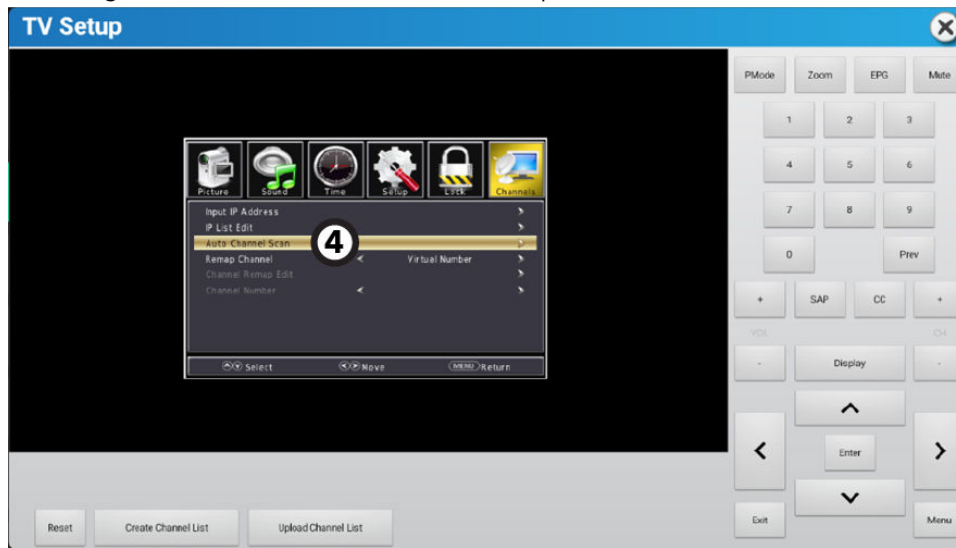 TV Setup
Picture Sound Time Setup Lock Channels
Input IP Address
IP List Edit
Auto Channel Scan 4
Remap Channel Virtual Number
Channel Remap Edit
Channel Number
Select Move MENU Return
PMode Zoom EPG Mute
1 2 3
4 5 6
7 8 9
0 Prev
+ SAP CC +
VOL CH
- Display -
Enter
Exit Menu
Reset Create Channel List Upload Channel List